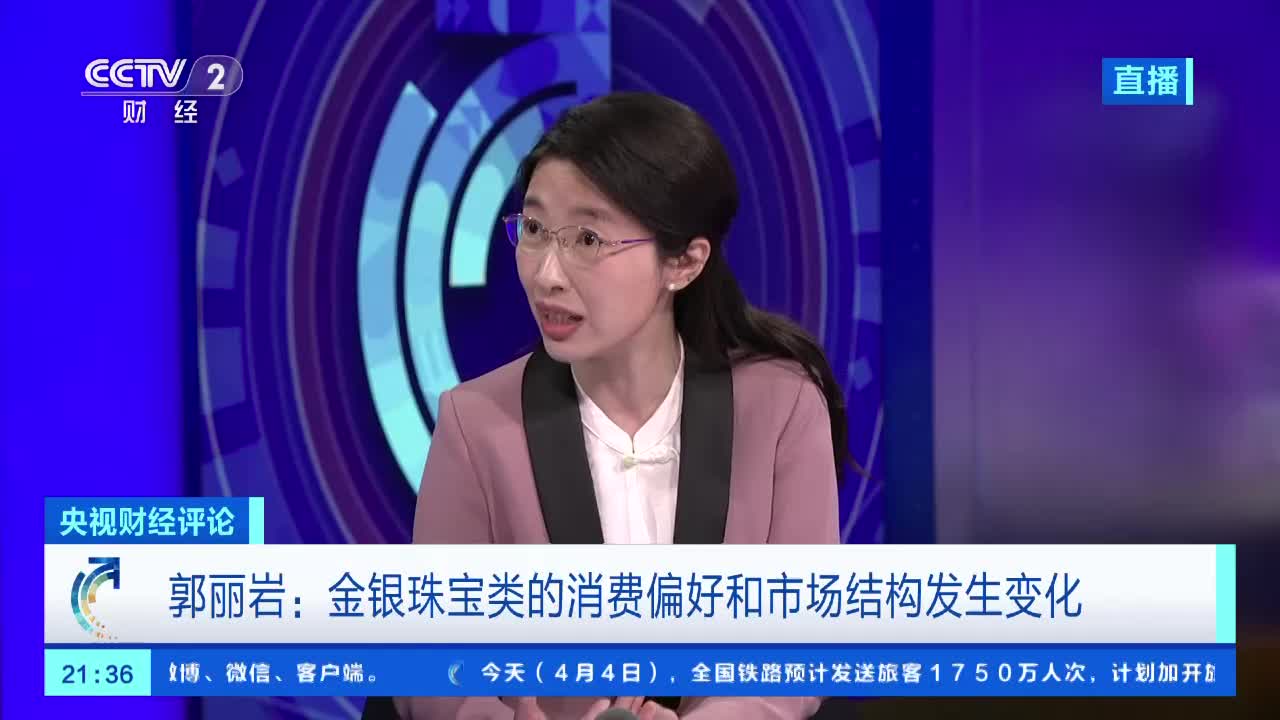 CCTV 2
财 经
直播
央视财经评论
郭丽岩：金银珠宝类的消费偏好和市场结构发生变化
21:36
微博、微信、客户端。 今天（4月4日），全国铁路预计发送旅客1750万人次，计划加开旅